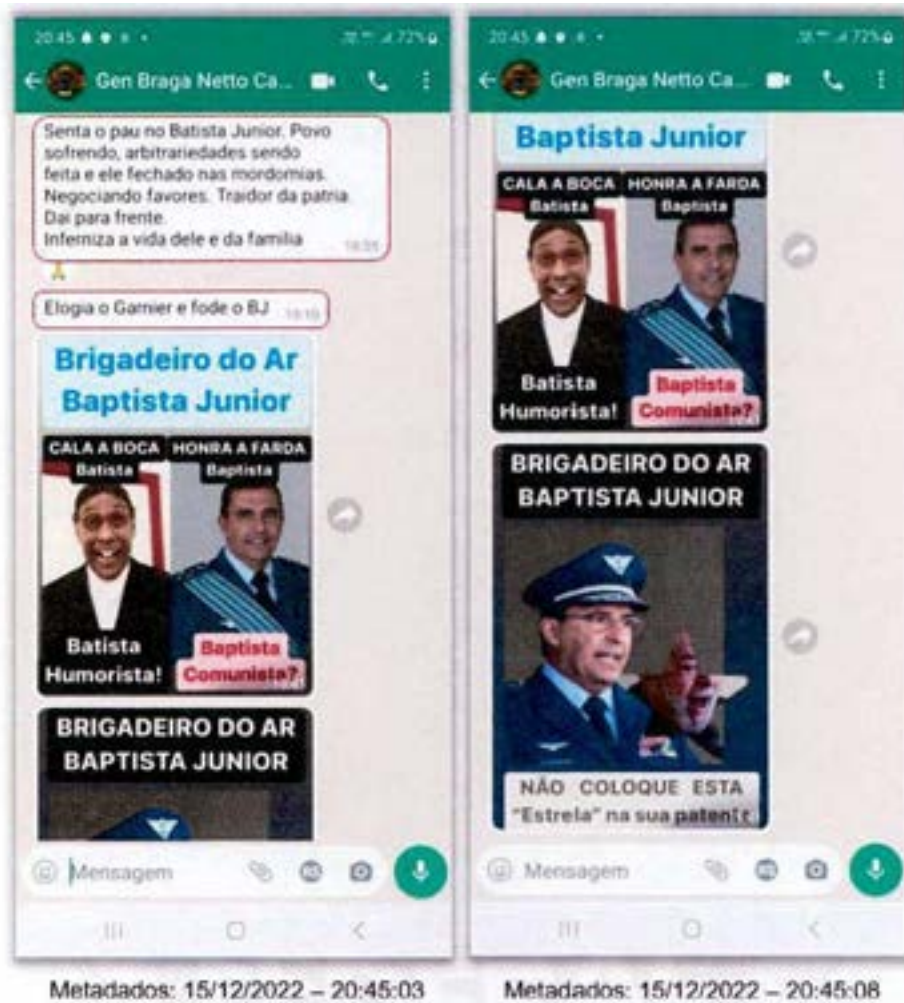 20:45
72%
Gen Braga Netto Ca...
Senta o pau no Batista Junior. Povo
sofrendo, arbitrariedades sendo
feita e ele fechado nas mordomias.
Negociando favores. Traidor da patria.
Dai para frente.
Inferniza a vida dele e da familia
Elogia o Garnier e fode o BJ
Brigadeiro do Ar
Baptista Junior
CALA A BOCA
Batista
HONRA A FARDA
Baptista
Batista
Humorista!
Baptista
Comunista?
BRIGADEIRO DO AR
BAPTISTA JUNIOR
Mensagem
Metadados: 15/12/2022 – 20:45:03
20:45
72%
Gen Braga Netto Ca...
Baptista Junior
CALA A BOCA
Batista
HONRA A FARDA
Baptista
Batista
Humorista!
Baptista
Comunista?
BRIGADEIRO DO AR
BAPTISTA JUNIOR
NÃO COLOQUE ESTA
"Estrela" na sua patente
Mensagem
Metadados: 15/12/2022 – 20:45:08